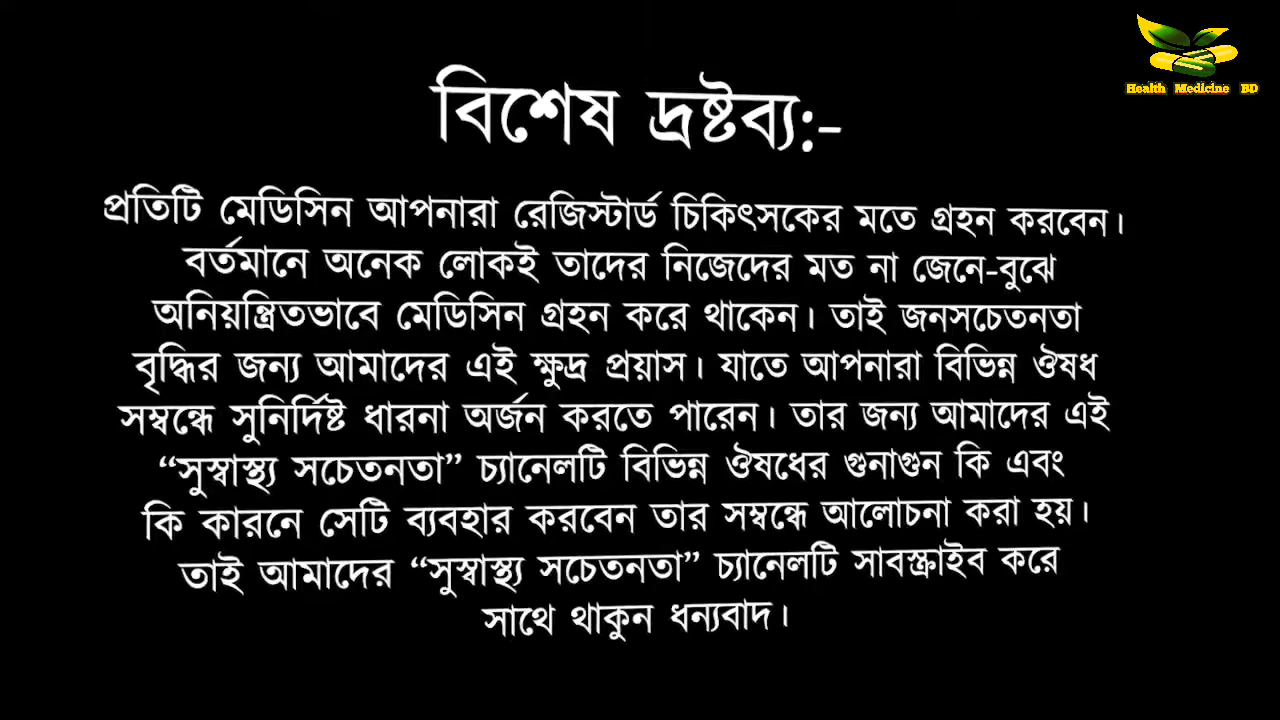 Health Medicine BD
বিশেষ দ্রষ্টব্য:-
প্রতিটি মেডিসিন আপনারা রেজিস্টার্ড চিকিৎসকের মতে গ্রহন করবেন।
বর্তমানে অনেক লোকই তাদের নিজেদের মত না জেনে-বুঝে
অনিয়ন্ত্রিতভাবে মেডিসিন গ্রহন করে থাকেন। তাই জনসচেতনতা
বৃদ্ধির জন্য আমাদের এই ক্ষুদ্র প্রয়াস। যাতে আপনারা বিভিন্ন ঔষধ
সম্বন্ধে সুনির্দিষ্ট ধারনা অর্জন করতে পারেন। তার জন্য আমাদের এই
“সুস্বাস্থ্য সচেতনতা” চ্যানেলটি বিভিন্ন ঔষধের গুনাগুন কি এবং
কি কারনে সেটি ব্যবহার করবেন তার সম্বন্ধে আলোচনা করা হয়।
তাই আমাদের “সুস্বাস্থ্য সচেতনতা” চ্যানেলটি সাবস্ক্রাইব করে
সাথে থাকুন ধন্যবাদ।